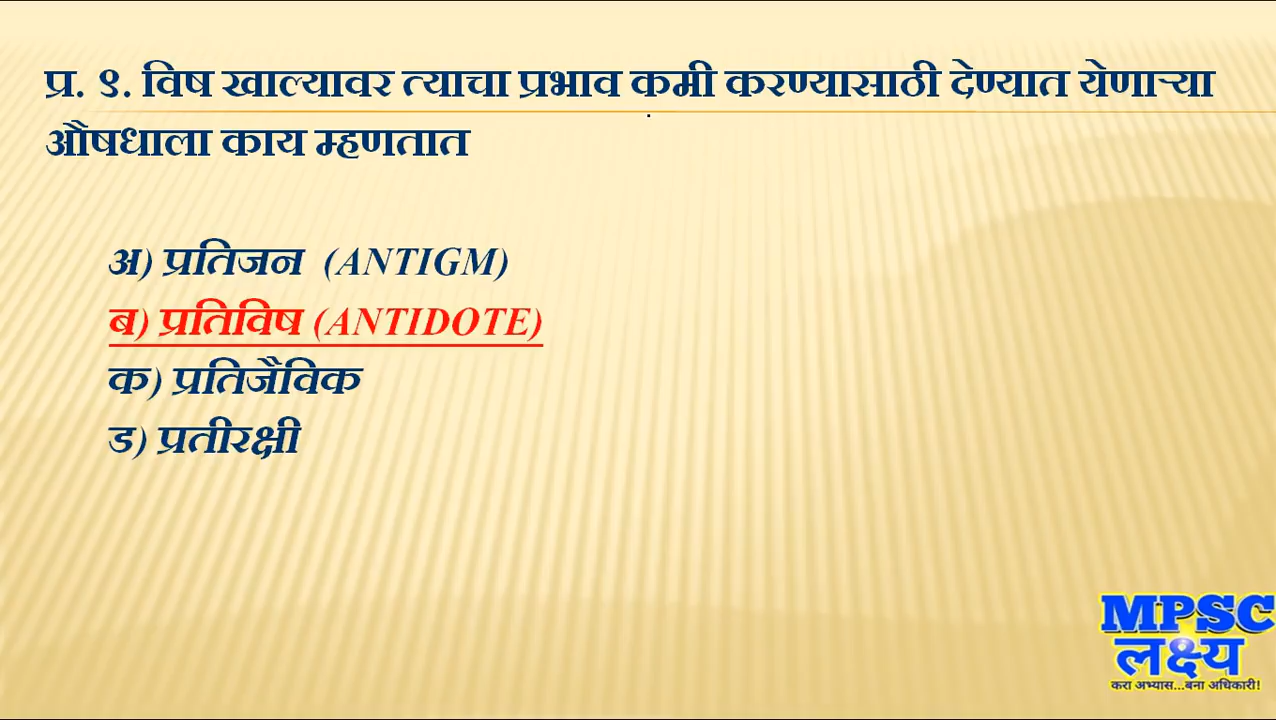 प्र. ९. विष खाल्यावर त्याचा प्रभाव कमी करण्यासाठी देण्यात येणाऱ्या
औषधाला काय म्हणतात
अ) प्रतिजन (ANTIGM)
ब) प्रतिविष (ANTIDOTE)
क) प्रतिजैविक
ड) प्रतीरक्षी
MPSC
लक्ष्य
करा अभ्यास...बना अधिकारी!